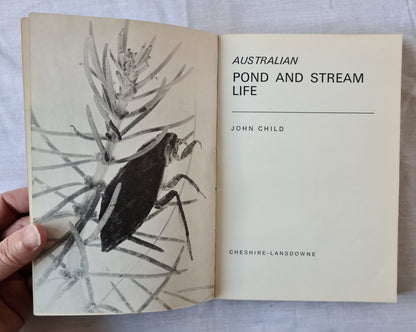 AUSTRALIAN
POND AND STREAM
LIFE
JOHN CHILD
CHESHIRE-LANSDOWNE